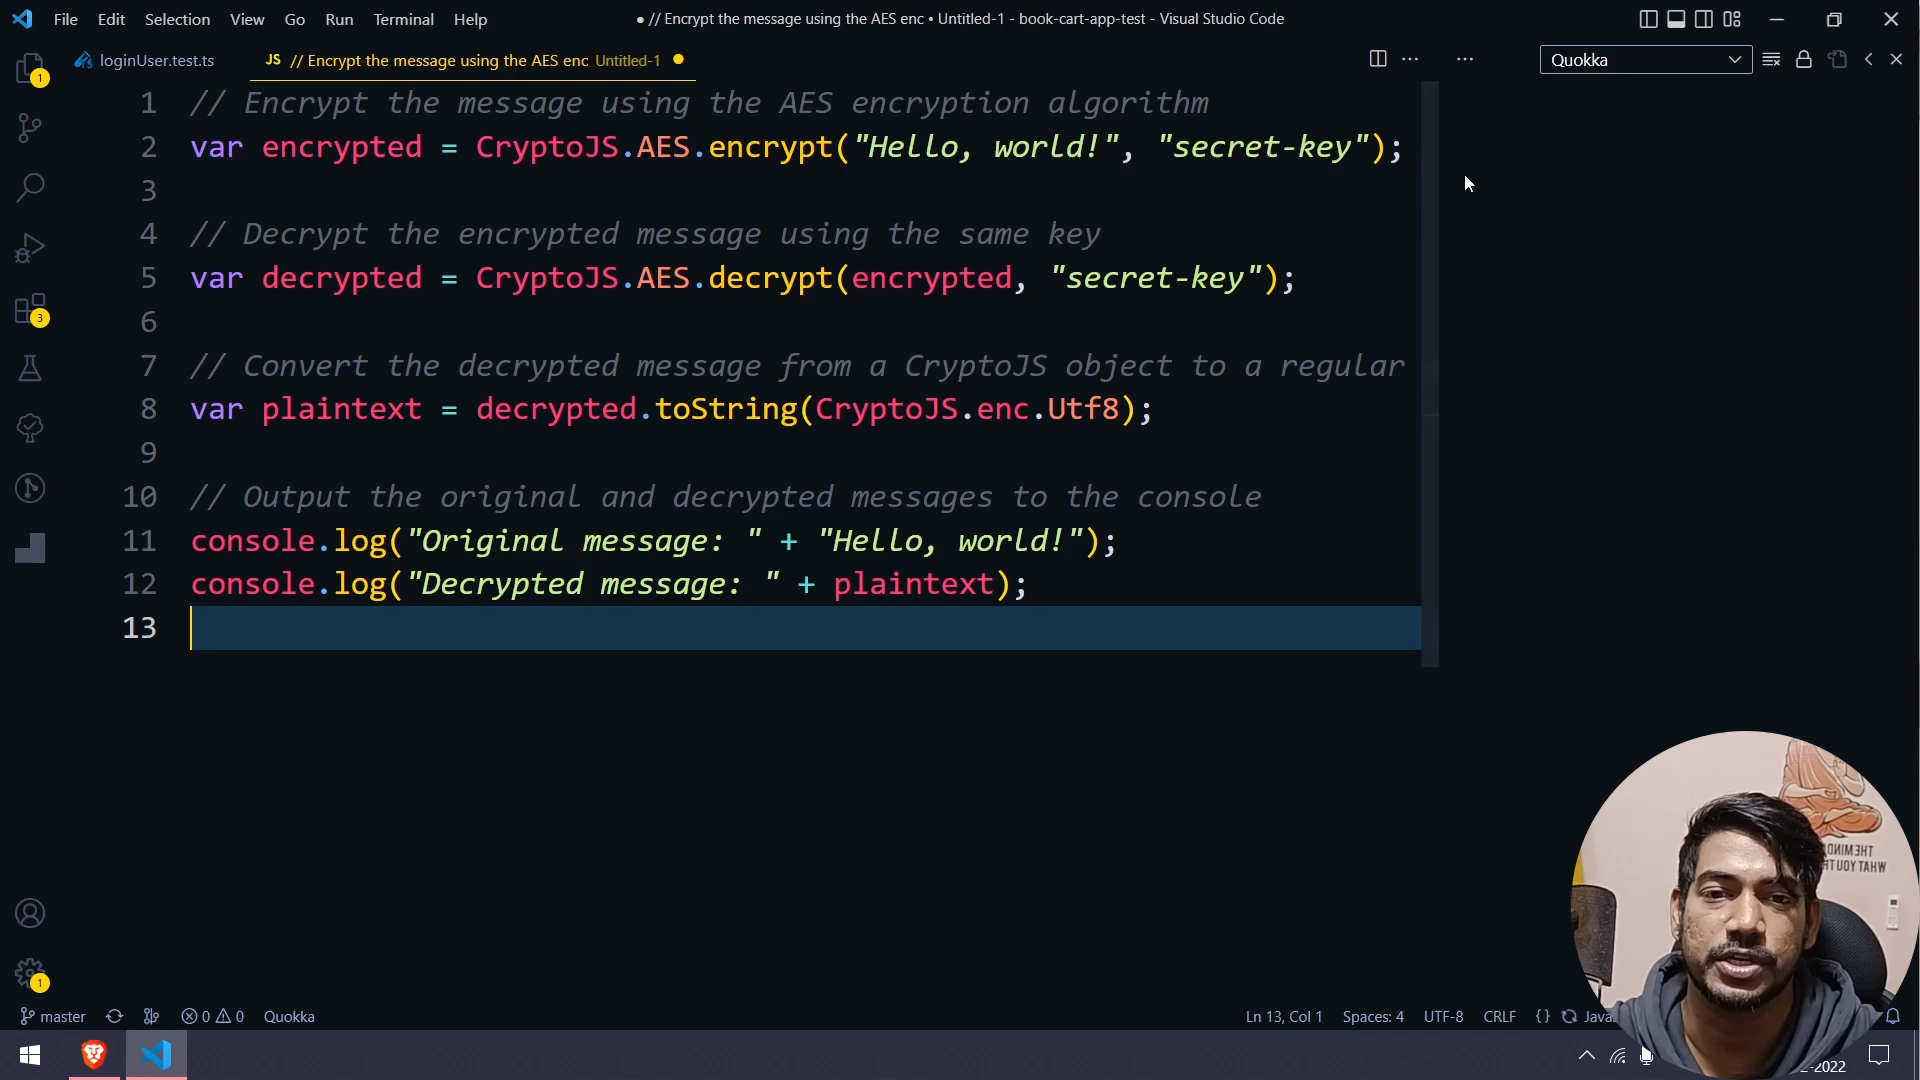 File Edit Selection View Go Run Terminal Help
● // Encrypt the message using the AES enc • Untitled-1 - book-cart-app-test - Visual Studio Code
loginUser.test.ts
JS // Encrypt the message using the AES enc Untitled-1
Quokka
1 // Encrypt the message using the AES encryption algorithm
2 var encrypted = CryptoJS.AES.encrypt("Hello, world!", "secret-key");
3
4 // Decrypt the encrypted message using the same key
5 var decrypted = CryptoJS.AES.decrypt(encrypted, "secret-key");
6
7 // Convert the decrypted message from a CryptoJS object to a regular
8 var plaintext = decrypted.toString(CryptoJS.enc.Utf8);
9
10 // Output the original and decrypted messages to the console
11 console.log("Original message: " + "Hello, world!");
12 console.log("Decrypted message: " + plaintext);
13
1
3
1
master
0 0
Quokka
Ln 13, Col 1 Spaces: 4 UTF-8 CRLF {} Java
-2022